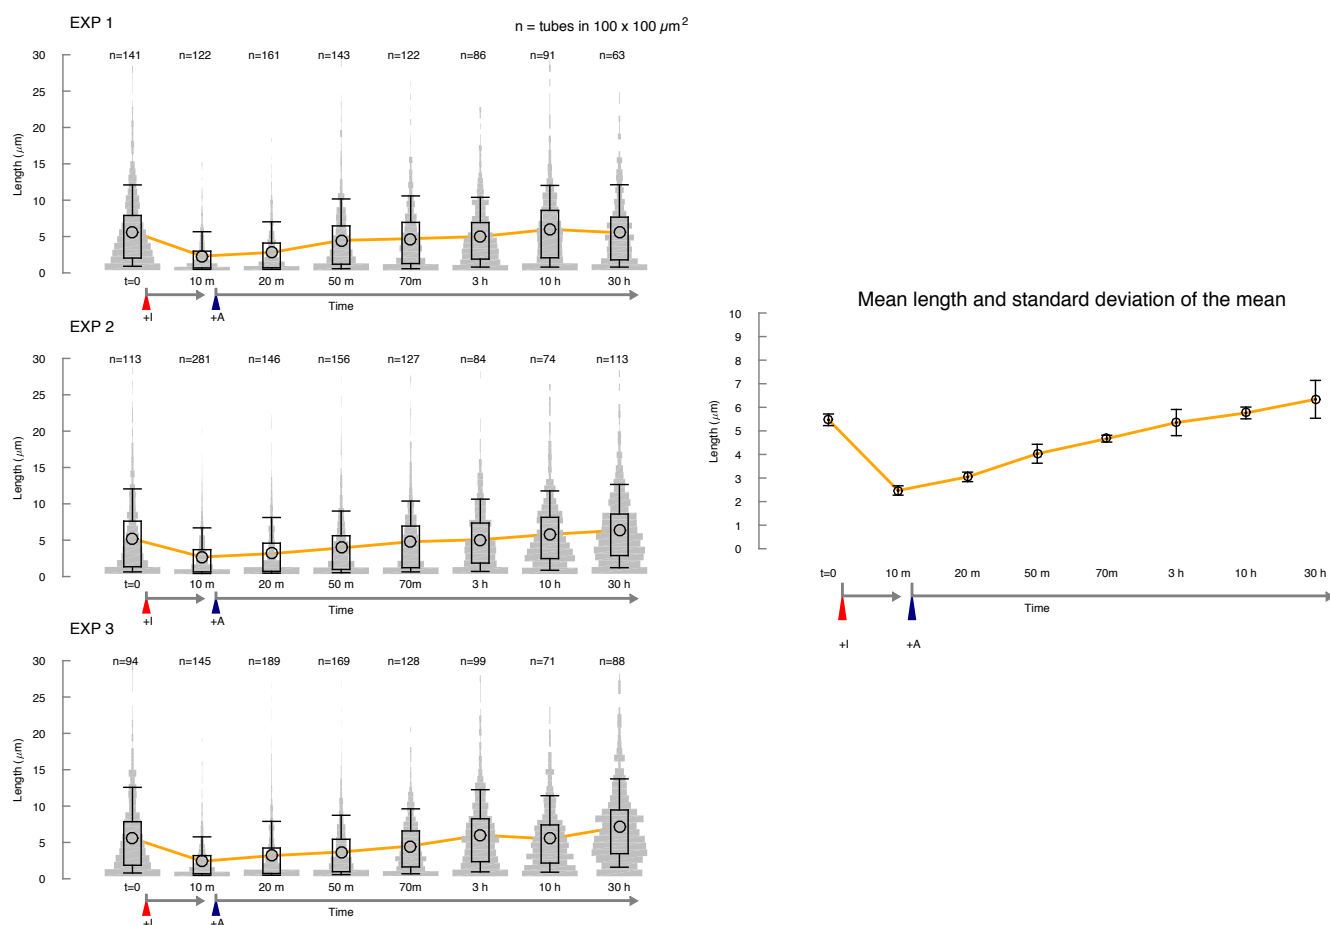 EXP 1
n = tubes in 100 x 100 μm2
n=141 n=122 n=161 n=143 n=122 n=86 n=91 n=63
30
25
20
15
10
5
0
Length (μm)
t=0 10 m 20 m 50 m 70m 3 h 10 h 30 h
+I +A Time
EXP 2
n=113 n=281 n=146 n=156 n=127 n=84 n=74 n=113
30
25
20
15
10
5
0
Length (μm)
t=0 10 m 20 m 50 m 70m 3 h 10 h 30 h
+I +A Time
EXP 3
n=94 n=145 n=189 n=169 n=128 n=99 n=71 n=88
30
25
20
15
10
5
0
Length (μm)
t=0 10 m 20 m 50 m 70m 3 h 10 h 30 h
+I +A Time
Mean length and standard deviation of the mean
10
9
8
7
6
5
4
3
2
1
0
Length (μm)
t=0 10 m 20 m 50 m 70m 3 h 10 h 30 h
Time
+I +A